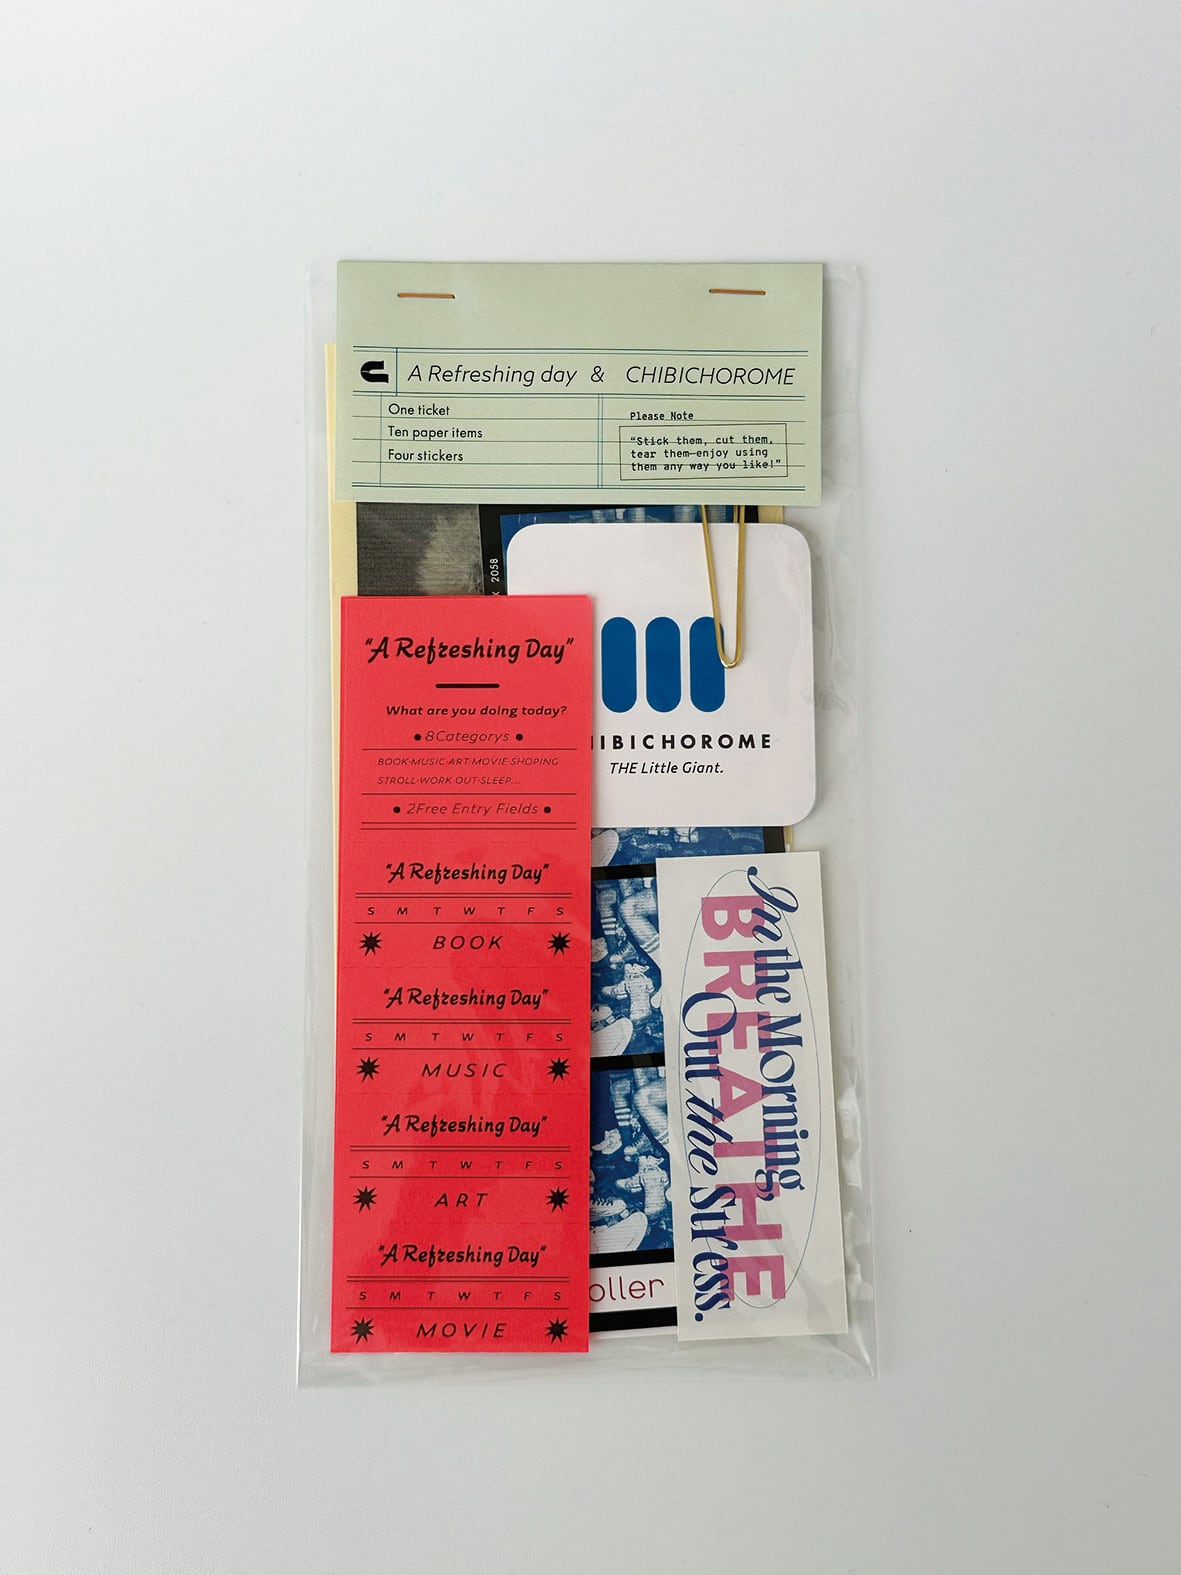 A Refreshing day & CHIBICHOROME
One ticket
Ten paper items
Four stickers
Please Note
"Stick them, cut them,
tear them—enjoy using
them any way you like!"
2058
"A Refreshing Day"
What are you doing today?
● 8Categorys ●
BOOK·MUSIC·ART·MOVIE·SHOPING
STROLL·WORK OUT·SLEEP...
● 2Free Entry Fields ●
"A Refreshing Day"
S M T W T F S
BOOK
"A Refreshing Day"
S M T W T F S
MUSIC
"A Refreshing Day"
S M T W T F S
ART
"A Refreshing Day"
S M T W T F S
MOVIE
HIBICHOROME
THE Little Giant.
oller
In the Morning,
BREATHE
Out the Stress.